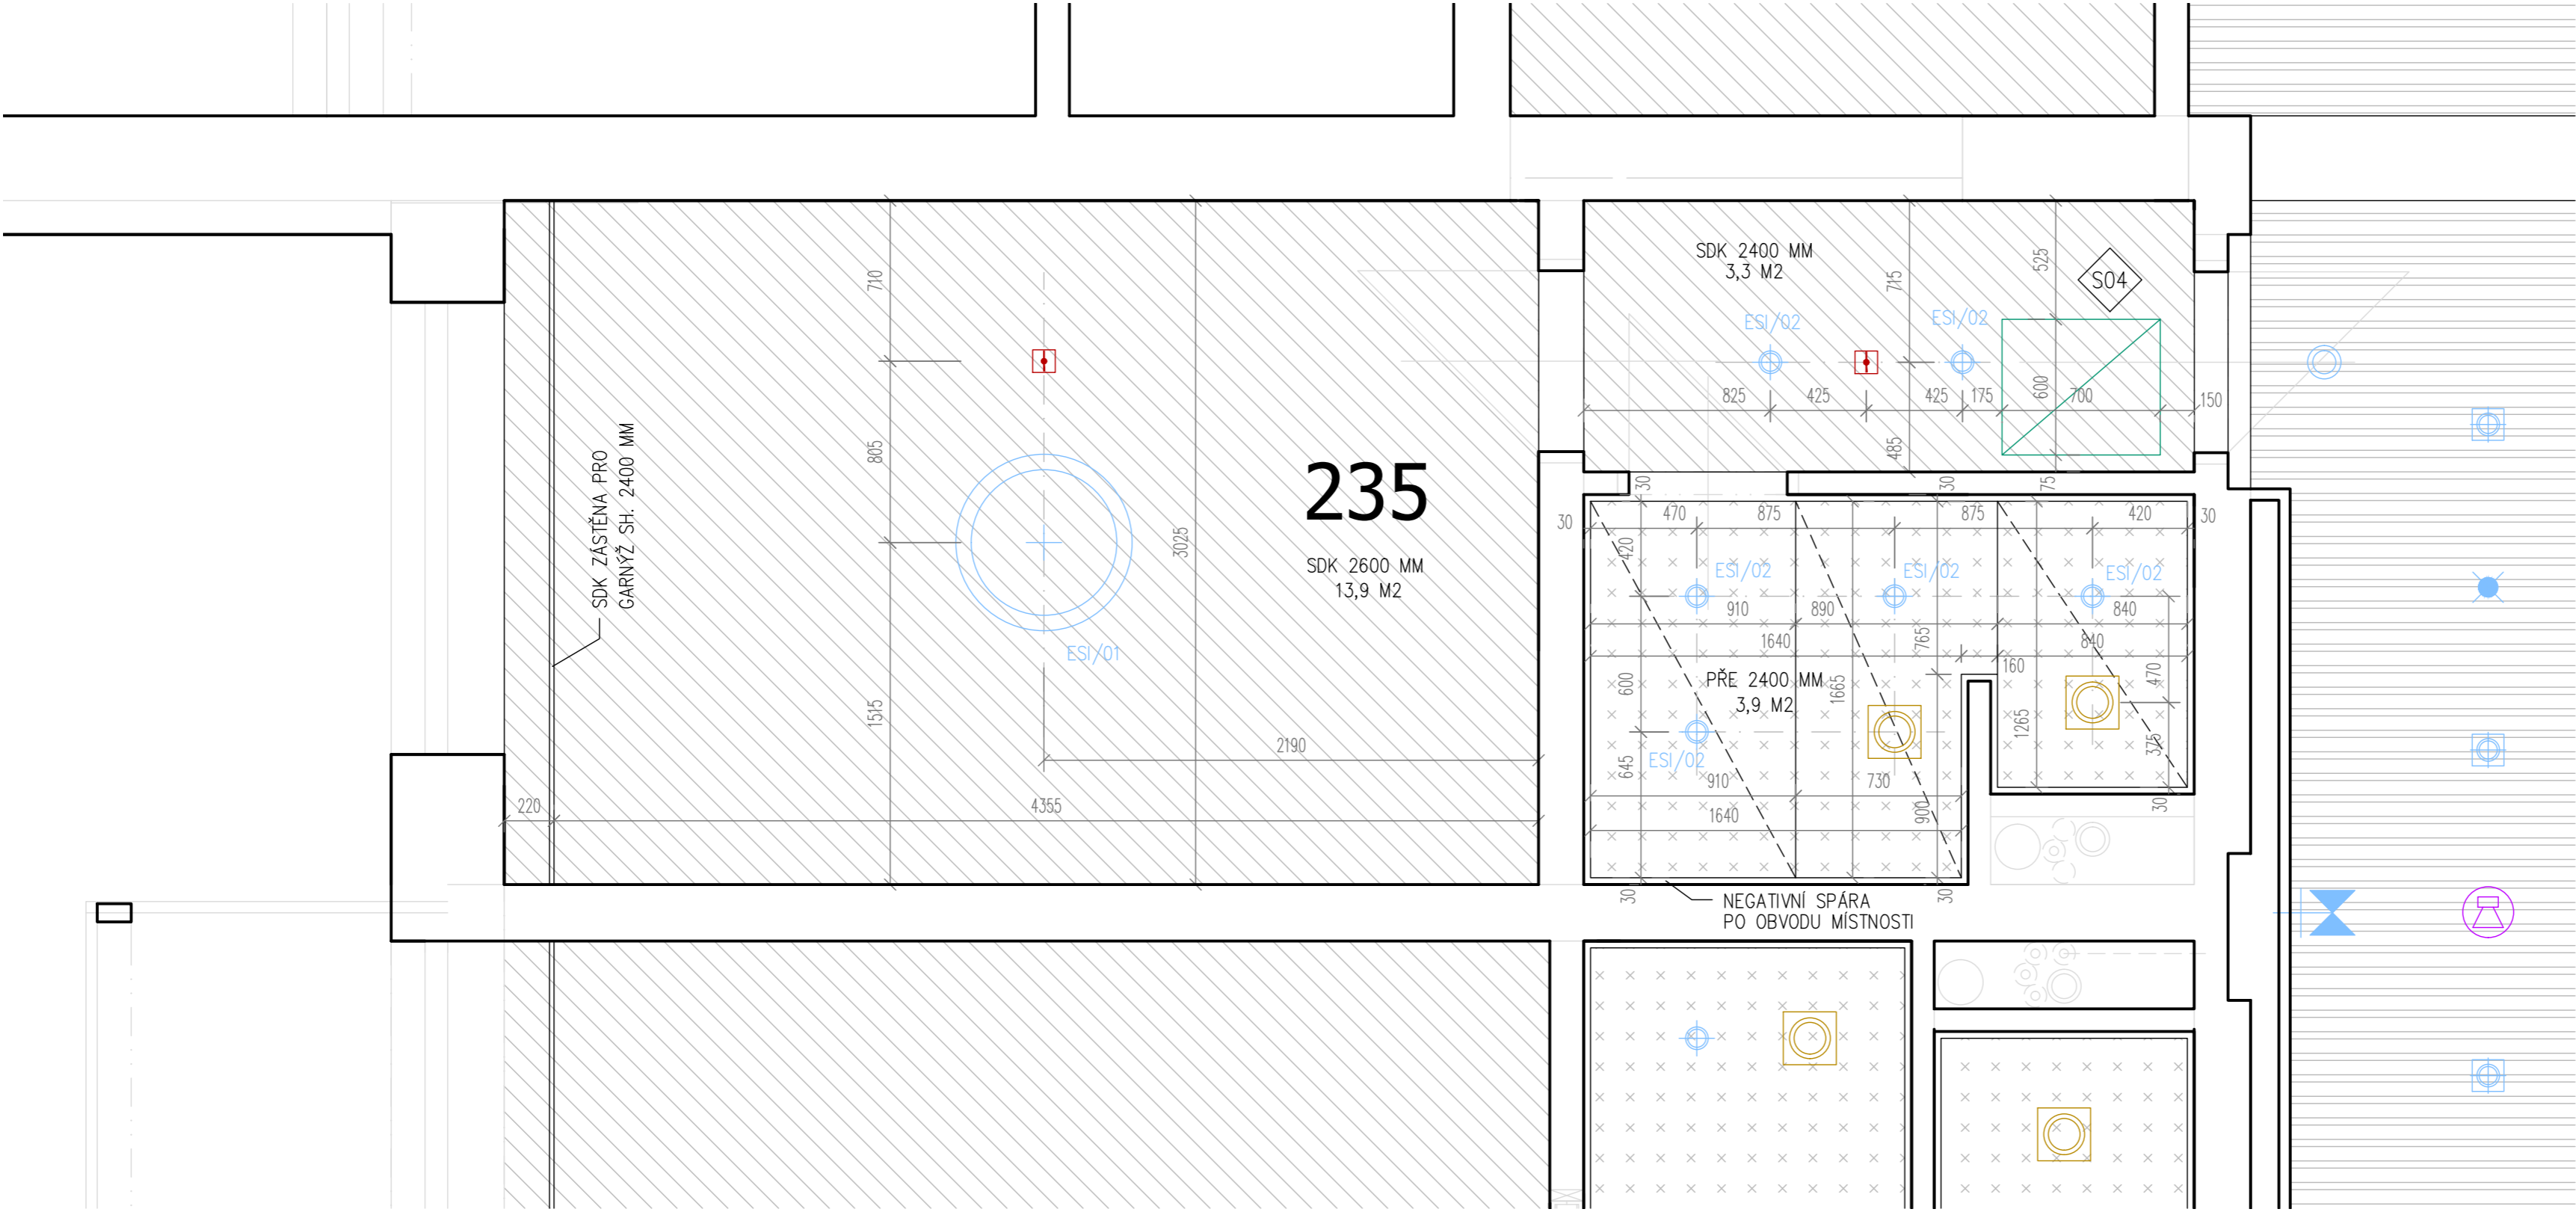 SDK 2400 MM
3,3 M2
S04
525
710
715
ESI/02
ESI/02
600
825
425
425
175
700
150
485
805
SDK ZÁSTĚNA PRO
GARNÝŽ SH. 2400 MM
235
SDK 2600 MM
13,9 M2
3025
ESI/01
30
30
75
30
470
875
875
420
30
420
ESI/02
ESI/02
ESI/02
910
890
840
1640
765
840
160
PŘE 2400 MM
3,9 M2
600
1665
470
1265
375
645
ESI/02
1515
2190
910
730
220
4355
1640
900
30
30
30
NEGATIVNÍ SPÁRA
PO OBVODU MÍSTNOSTI